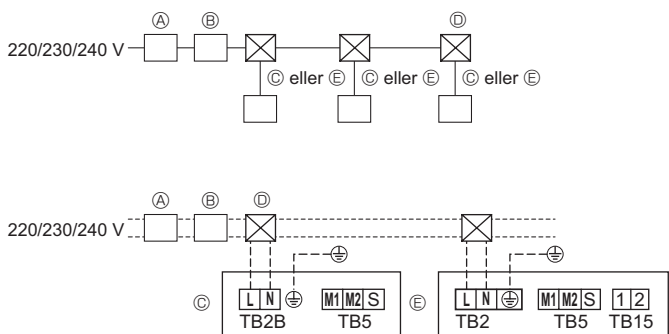 Ⓐ Ⓑ Ⓓ
220/230/240 V
Ⓒ eller Ⓔ Ⓒ eller Ⓔ Ⓒ eller Ⓔ
Ⓐ Ⓑ Ⓓ
220/230/240 V
Ⓒ L N M1 M2 S Ⓔ L N M1 M2 S 1 2
TB2B TB5 TB2 TB5 TB15